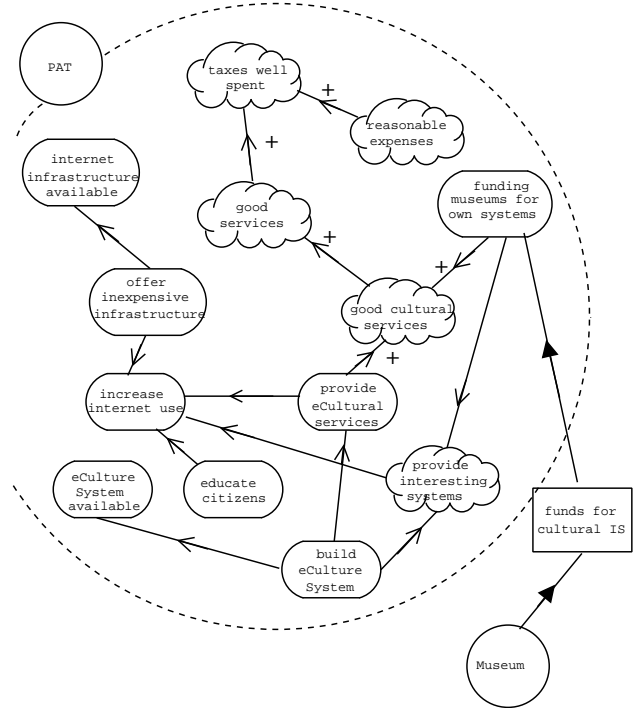 PAT
taxes well
spent
+
reasonable
expenses
+
internet
infrastructure
available
good
services
funding
museums for
own systems
+
+
offer
inexpensive
infrastructure
good cultural
services
+
increase
internet use
provide
eCultural
services
eCulture
System
available
educate
citizens
provide
interesting
systems
funds for
cultural IS
build
eCulture
System
Museum